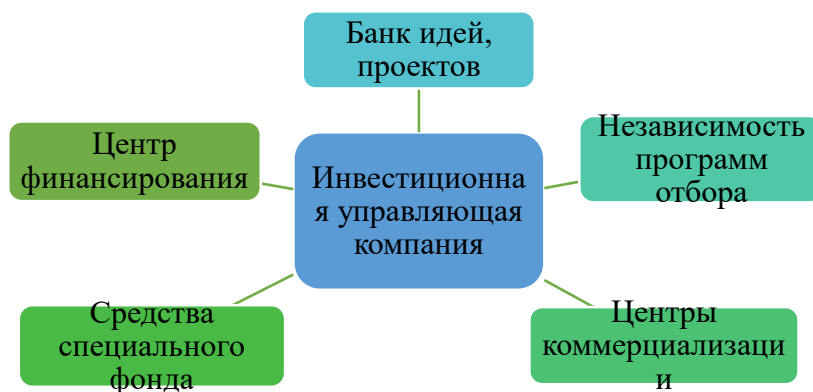 Банк идей,
проектов
Центр
финансирования
Независимость
программ
отбора
Инвестиционна
я управляющая
компания
Средства
специального
фонда
Центры
коммерциализаци
и